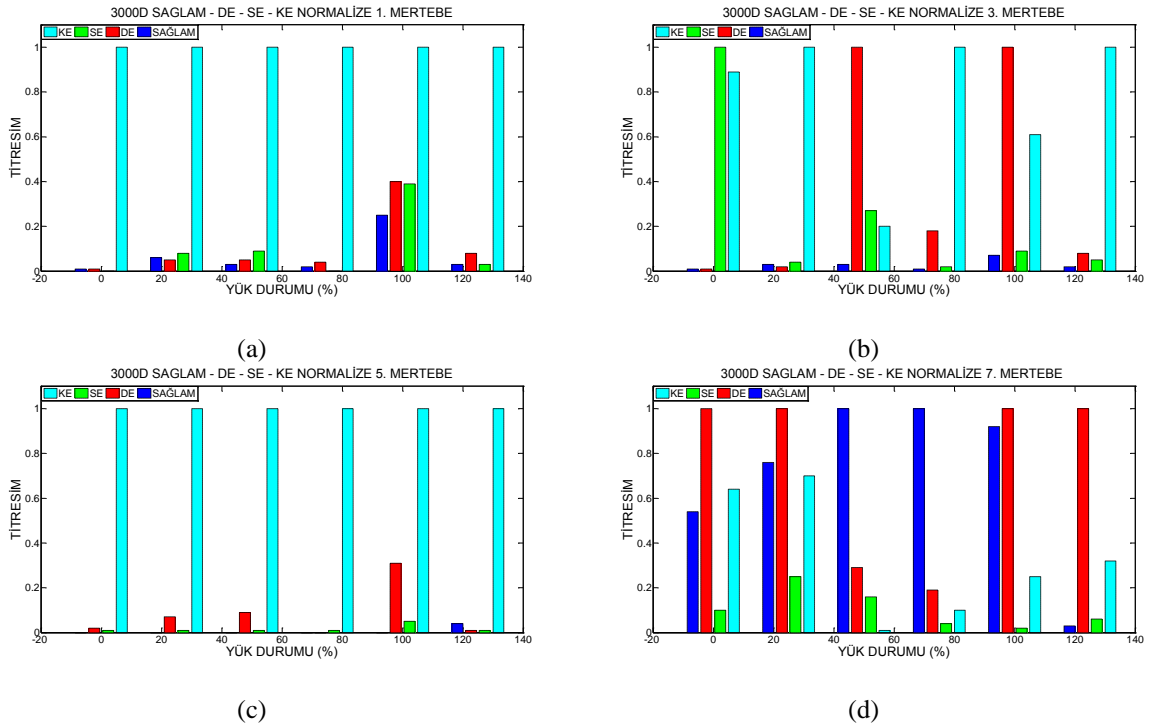 3000D SAGLAM - DE - SE - KE NORMALİZE 1. MERTEBE
KE SE DE SAĞLAM
TİTRESİM
1
0.8
0.6
0.4
0.2
0
-20 0 20 40 60 80 100 120 140
YÜK DURUMU (%)
(a)
3000D SAGLAM - DE - SE - KE NORMALİZE 3. MERTEBE
KE SE DE SAĞLAM
TİTRESİM
1
0.8
0.6
0.4
0.2
0
-20 0 20 40 60 80 100 120 140
YÜK DURUMU (%)
(b)
3000D SAGLAM - DE - SE - KE NORMALİZE 5. MERTEBE
KE SE DE SAĞLAM
TİTRESİM
1
0.8
0.6
0.4
0.2
0
-20 0 20 40 60 80 100 120 140
YÜK DURUMU (%)
(c)
3000D SAGLAM - DE - SE - KE NORMALİZE 7. MERTEBE
KE SE DE SAĞLAM
TİTRESİM
1
0.8
0.6
0.4
0.2
0
-20 0 20 40 60 80 100 120 140
YÜK DURUMU (%)
(d)